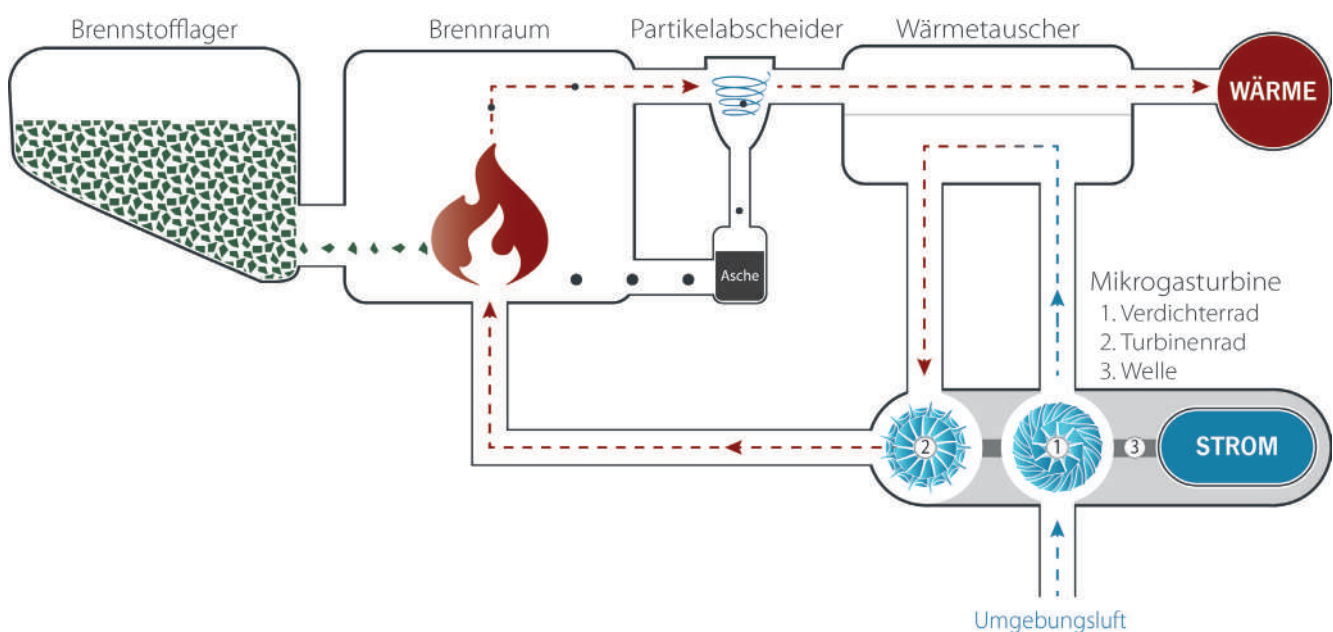 Brennstofflager
Brennraum
Partikelabscheider
Wärmetauscher
WÄRME
Asche
Mikrogasturbine
1. Verdichterrad
2. Turbinenrad
3. Welle
2
1
3
STROM
Umgebungsluft